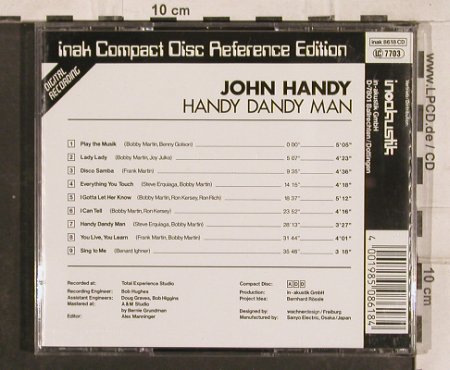 10 cm
inak Compact Disc Reference Edition
inak 8618 CD
LC 7703
DIGITAL RECORDING
JOHN HANDY
HANDY DANDY MAN
1 Play the Musik (Bobby Martin, Benny Golson) 0 00" 5'05"
2 Lady Lady (Bobby Martin, Joy Julks) 5 07" 4'23"
3 Disco Samba (Frank Martin) 9 35" 4'36"
4 Everything You Touch (Steve Erquiaga, Bobby Martin) 14 15" 4'18"
5 I Gotta Let Her Know (Bobby Martin, Ron Kersey, Ron Rich) 18 37" 5'12"
6 I Can Tell (Bobby Martin, Ron Kersey) 23 52" 4'16"
7 Handy Dandy Man (Steve Erquiaga, Bobby Martin) 28'13" 3'27"
8 You Live, You Learn (Frank Martin, Bobby Martin) 31 44" 4'01"
9 Sing to Me (Benard Ighner) 35 48" 3 18"
Recorded at: Total Experience Studio
Recording Engineer: Bob Hughes
Assistent Engineers: Doug Graves, Bob Higgins
Mastered at: A & M Studio
by Bernie Grundman
Editor: Alex Manninger
Compact Disc: A D D
Production: in-akustik GmbH
Project Idea: Bernhard Rössle
Designed by: wochnerdesign/Freiburg
Manufactured by: Sanyo Electric, Osaka/Japan
inakustik
in-akustik GmbH
D-7801 Ballrechten/Dottingen
4 001985 086184
www.LPCD.de / CD
10 cm